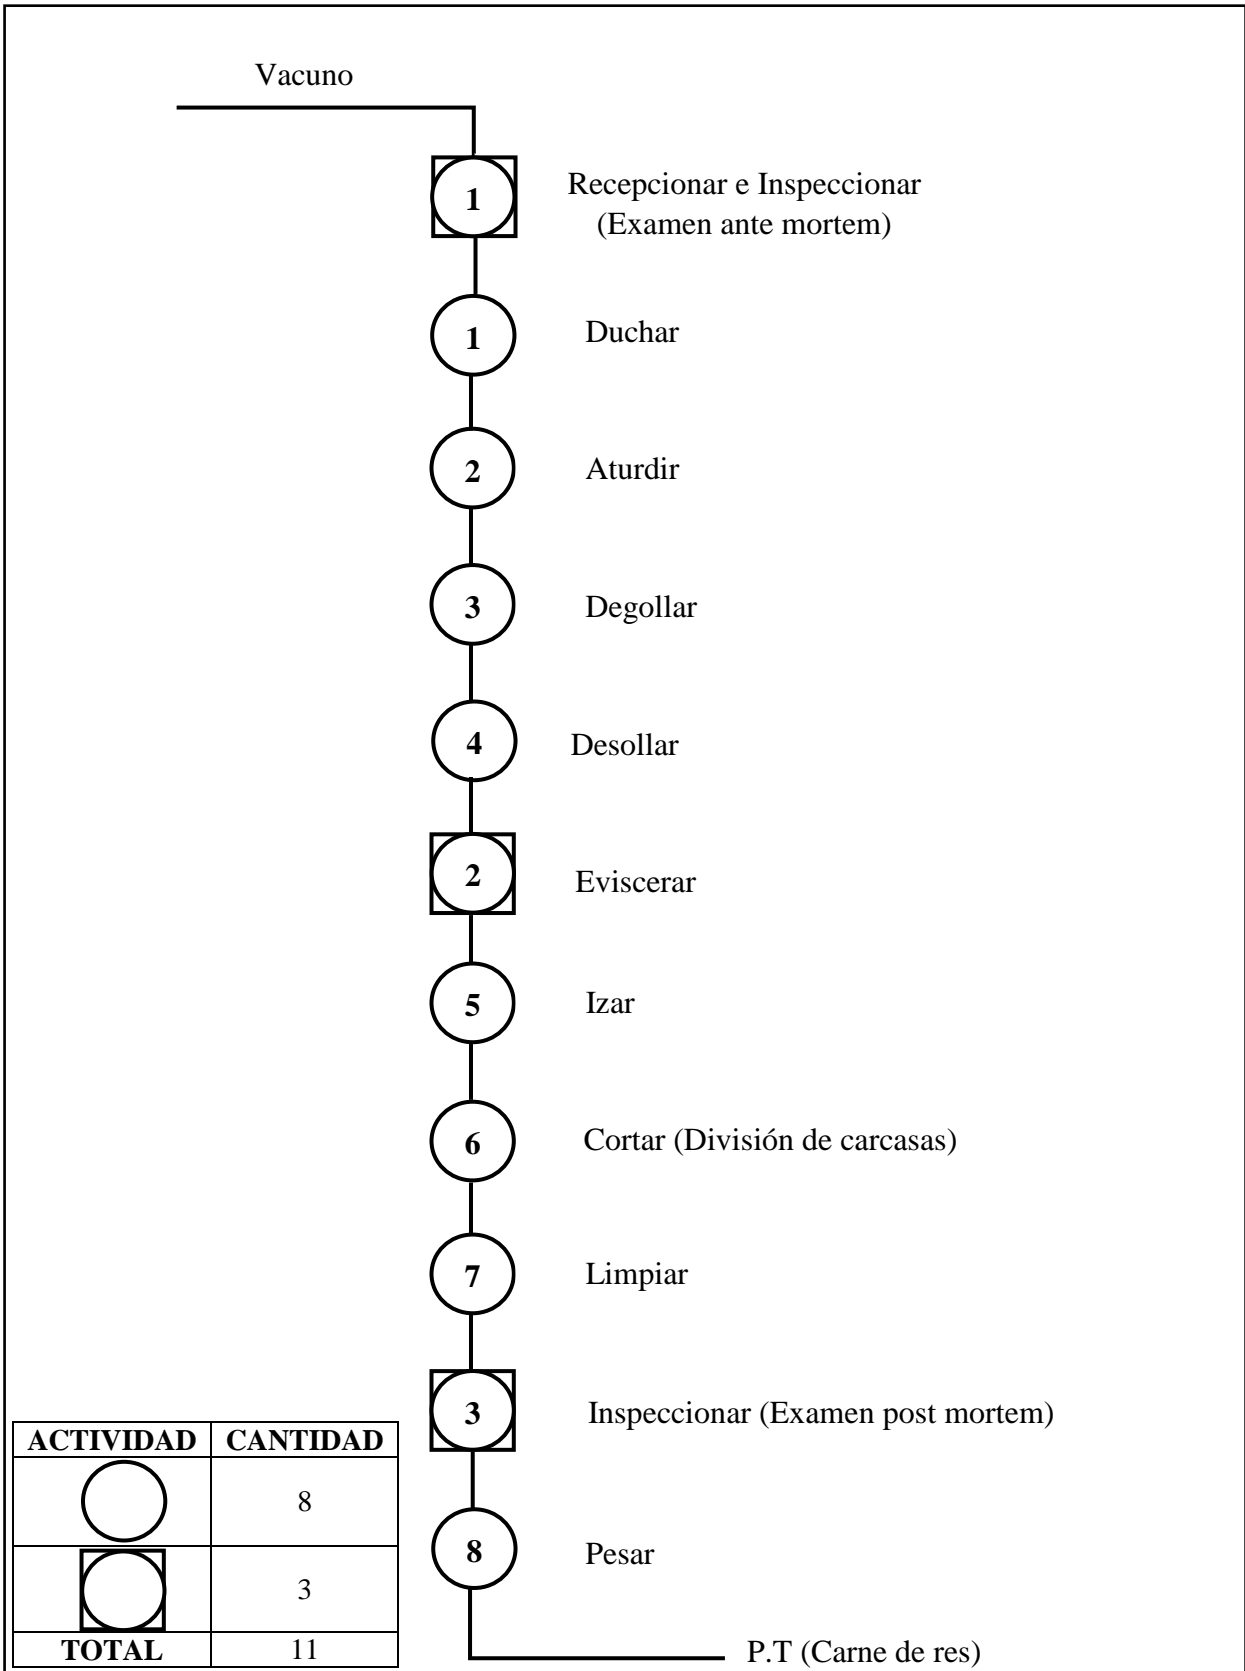 Vacuno
1
Recepcionar e Inspeccionar
(Examen ante mortem)
1
Duchar
2
Aturdir
3
Degollar
4
Desollar
2
Eviscerar
5
Izar
6
Cortar (División de carcasas)
7
Limpiar
3
Inspeccionar (Examen post mortem)
8
Pesar
P.T (Carne de res)
ACTIVIDAD CANTIDAD
8
3
TOTAL 11